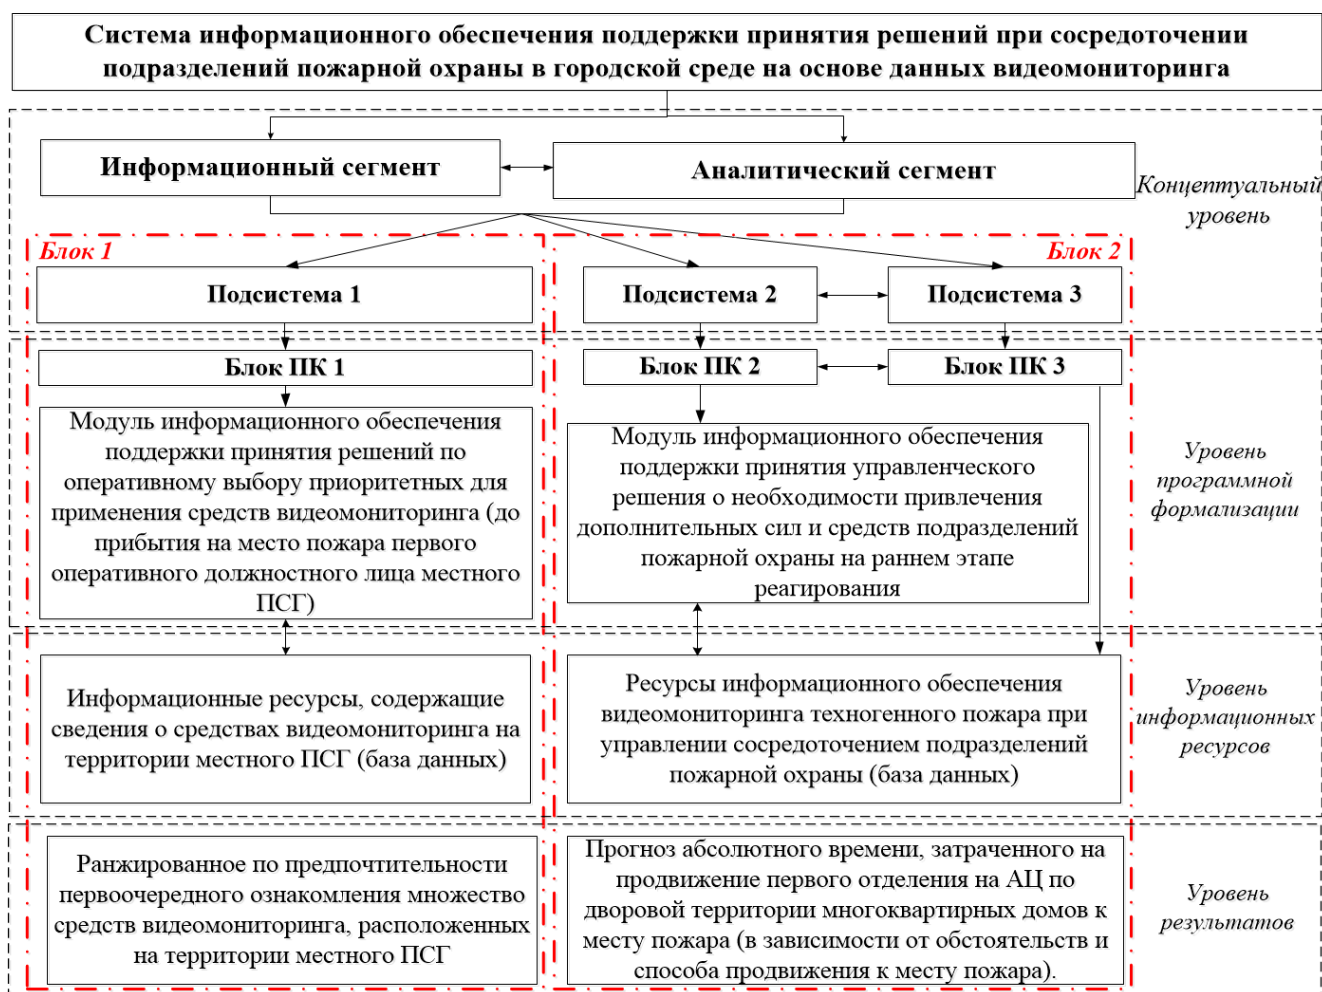 Система информационного обеспечения поддержки принятия решений при сосредоточении
подразделений пожарной охраны в городской среде на основе данных видеомониторинга
Информационный сегмент
Аналитический сегмент
Концептуальный
уровень
Блок 1
Блок 2
Подсистема 1
Подсистема 2
Подсистема 3
Блок ПК 1
Блок ПК 2
Блок ПК 3
Модуль информационного обеспечения
поддержки принятия решений по
оперативному выбору приоритетных для
применения средств видеомониторинга (до
прибытия на место пожара первого
оперативного должностного лица местного
ПСГ)
Модуль информационного обеспечения
поддержки принятия управленческого
решения о необходимости привлечения
дополнительных сил и средств подразделений
пожарной охраны на раннем этапе
реагирования
Уровень
программной
формализации
Информационные ресурсы, содержащие
сведения о средствах видеомониторинга на
территории местного ПСГ (база данных)
Ресурсы информационного обеспечения
видеомониторинга техногенного пожара при
управлении сосредоточением подразделений
пожарной охраны (база данных)
Уровень
информационных
ресурсов
Ранжированное по предпочтительности
первоочередного ознакомления множество
средств видеомониторинга, расположенных
на территории местного ПСГ
Прогноз абсолютного времени, затраченного на
продвижение первого отделения на АЦ по
дворовой территории многоквартирных домов к
месту пожара (в зависимости от обстоятельств и
способа продвижения к месту пожара).
Уровень
результатов